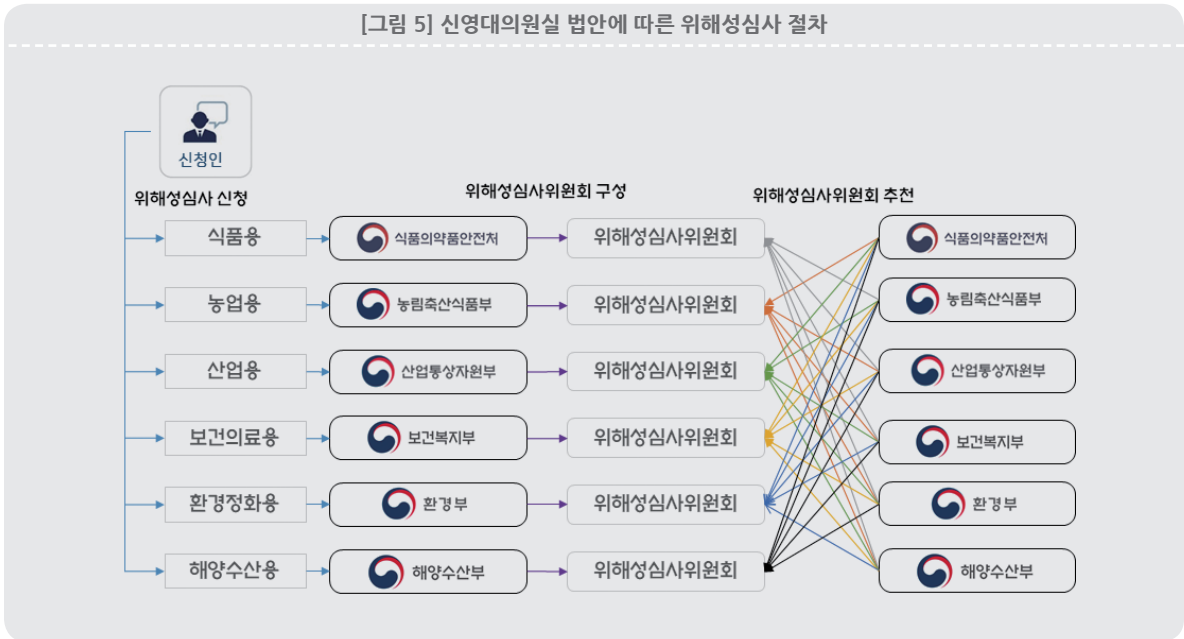 [그림 5] 신영대의원실 법안에 따른 위해성심사 절차
신청인
위해성심사 신청
위해성심사위원회 구성
위해성심사위원회 추천
식품용
식품의약품안전처
위해성심사위원회
식품의약품안전처
농업용
농림축산식품부
위해성심사위원회
농림축산식품부
산업용
산업통상자원부
위해성심사위원회
산업통상자원부
보건의료용
보건복지부
위해성심사위원회
보건복지부
환경정화용
환경부
위해성심사위원회
환경부
해양수산용
해양수산부
위해성심사위원회
해양수산부